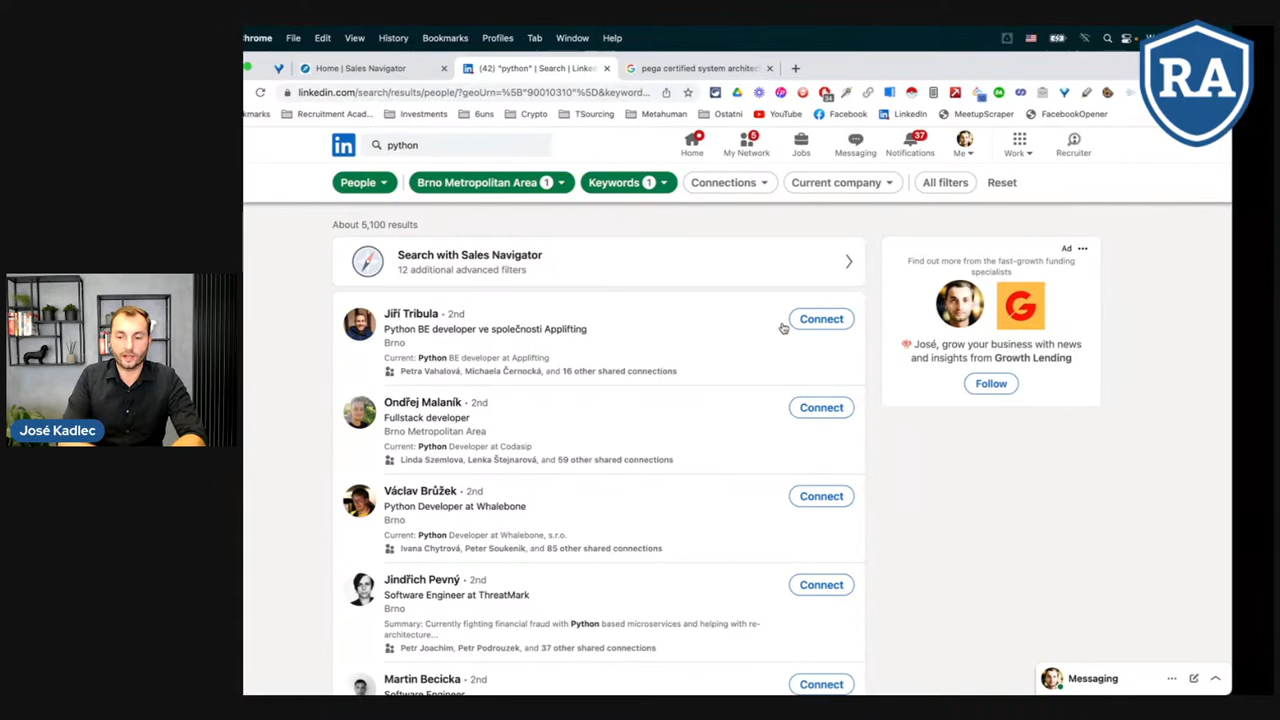 Chrome File Edit View History Bookmarks Profiles Tab Window Help
Home | Sales Navigator
(42) "python" | Search | Linke
pega certified system architec
linkedin.com/search/results/people/?geoUrn=%5B"90010310"%5D&keyword...
kmarks
Recruitment Acad...
Investments
6uns
Crypto
TSourcing
Metahuman
Ostatni
YouTube
Facebook
LinkedIn
MeetupScraper
FacebookOpener
RA
in
python
Home
5
My Network
Jobs
Messaging
37
Notifications
Me
Work
Recruiter
People
Brno Metropolitan Area 1
Keywords 1
Connections
Current company
All filters
Reset
About 5,100 results
Search with Sales Navigator
12 additional advanced filters
Jiří Tribula • 2nd
Python BE developer ve společnosti Applifting
Brno
Current: Python BE developer at Applifting
Petra Vahalová, Michaela Černocká, and 16 other shared connections
Connect
Ondřej Malaník • 2nd
Fullstack developer
Brno Metropolitan Area
Current: Python Developer at Codasip
Linda Szemlova, Lenka Štejnarová, and 59 other shared connections
Connect
Václav Brůžek • 2nd
Python Developer at Whalebone
Brno
Current: Python Developer at Whalebone, s.r.o.
Ivana Chytrová, Peter Soukenik, and 85 other shared connections
Connect
Jindřich Pevný • 2nd
Software Engineer at ThreatMark
Brno
Summary: Currently fighting financial fraud with Python based microservices and helping with re-
architecture...
Petr Joachim, Petr Podrouzek, and 37 other shared connections
Connect
Martin Becicka • 2nd
Software Engineer
Connect
Ad
Find out more from the fast-growth funding
specialists
José, grow your business with news
and insights from Growth Lending
Follow
Messaging
José Kadlec